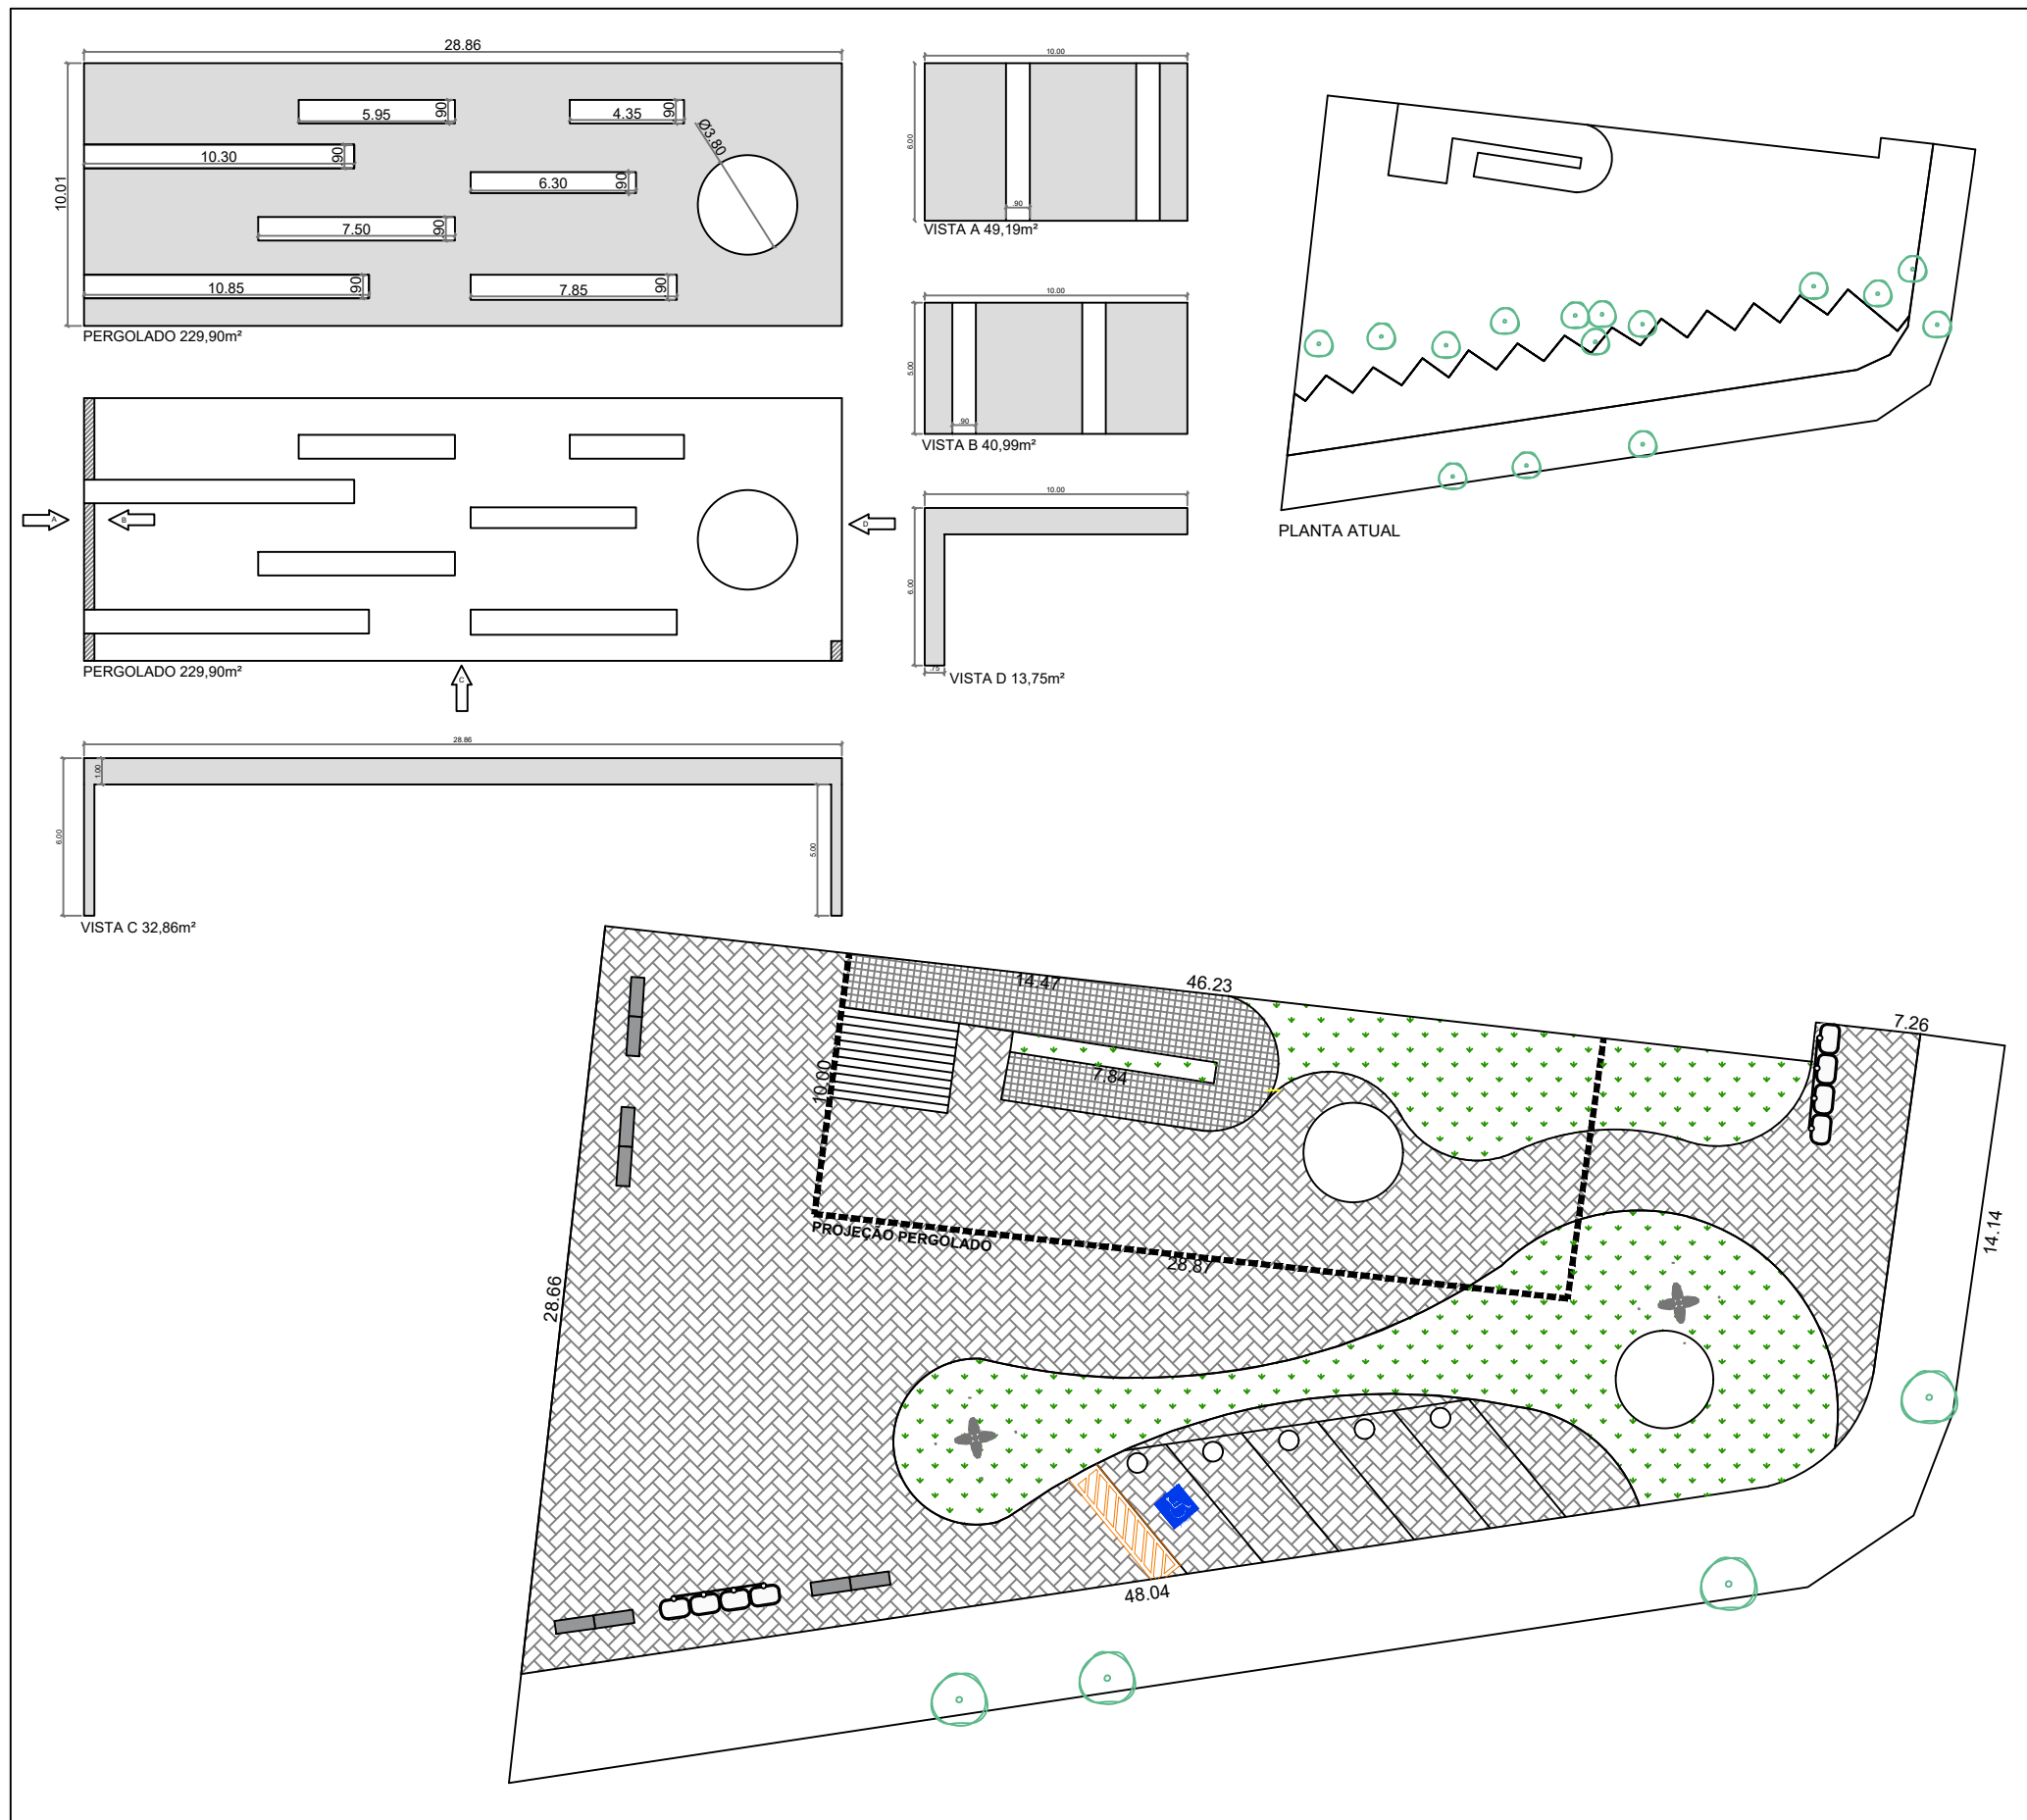 28.86
10.01
5.95
.90
4.35
.90
Ø3.80
10.30
.90
6.30
.90
7.50
.90
10.85
.90
7.85
.90
PERGOLADO 229,90m²
10.00
6.00
.90
VISTA A 49,19m²
10.00
5.00
.90
VISTA B 40,99m²
PLANTA ATUAL
A
B
C
D
PERGOLADO 229,90m²
10.00
6.00
.75
VISTA D 13,75m²
28.86
1.00
6.00
5.00
VISTA C 32,86m²
14.47
46.23
7.26
7.84
10.00
PROJEÇÃO PERGOLADO
28.87
14.14
28.66
48.04